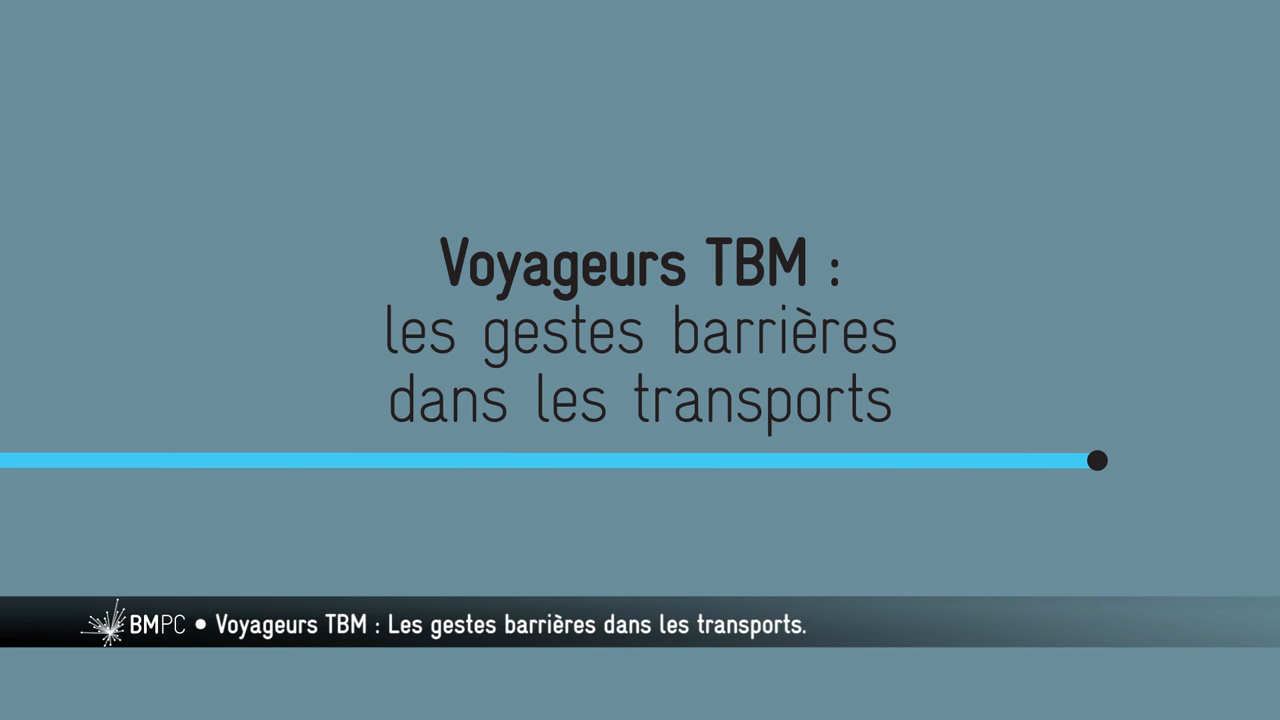 Voyageurs TBM :
les gestes barrières
dans les transports
BMPC • Voyageurs TBM : Les gestes barrières dans les transports.